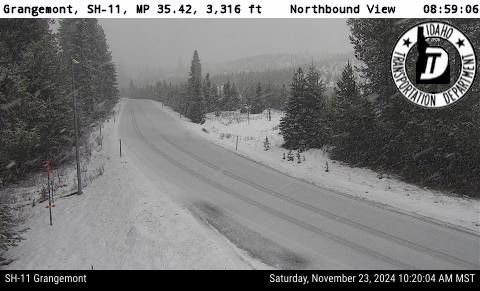 Grangemont, SH-11, MP 35.42, 3,316 ft Northbound View 08:59:06
IDAHO
TRANSPORTATION DEPARTMENT
SH-11 Grangemont Saturday, November 23, 2024 10:20:04 AM MST